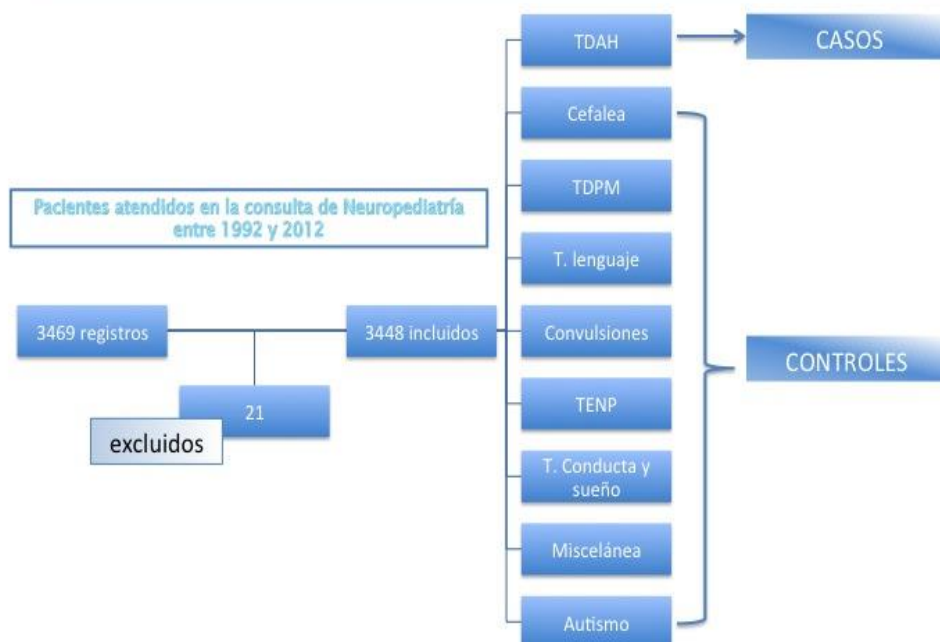 TDAH
CASOS
Cefalea
TDPM
Pacientes atendidos en la consulta de Neuropediatría
entre 1992 y 2012
T. lenguaje
3469 registros
3448 incluidos
Convulsiones
CONTROLES
21
excluidos
TENP
T. Conducta y
sueño
Miscelánea
Autismo